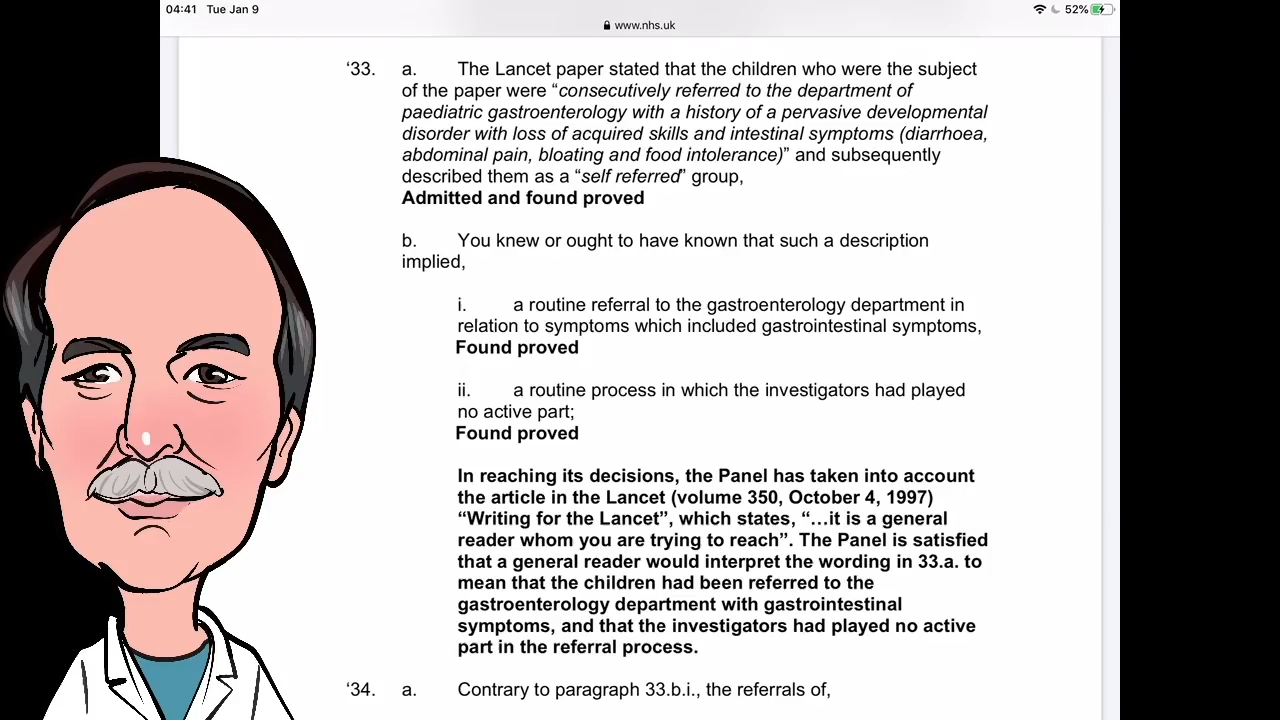 04:41 Tue Jan 9
52%
www.nhs.uk
‘33. a. The Lancet paper stated that the children who were the subject
of the paper were “consecutively referred to the department of
paediatric gastroenterology with a history of a pervasive developmental
disorder with loss of acquired skills and intestinal symptoms (diarrhoea,
abdominal pain, bloating and food intolerance)” and subsequently
described them as a “self referred” group,
Admitted and found proved
b. You knew or ought to have known that such a description
implied,
i. a routine referral to the gastroenterology department in
relation to symptoms which included gastrointestinal symptoms,
Found proved
ii. a routine process in which the investigators had played
no active part;
Found proved
In reaching its decisions, the Panel has taken into account
the article in the Lancet (volume 350, October 4, 1997)
“Writing for the Lancet”, which states, “…it is a general
reader whom you are trying to reach”. The Panel is satisfied
that a general reader would interpret the wording in 33.a. to
mean that the children had been referred to the
gastroenterology department with gastrointestinal
symptoms, and that the investigators had played no active
part in the referral process.
‘34. a. Contrary to paragraph 33.b.i., the referrals of,